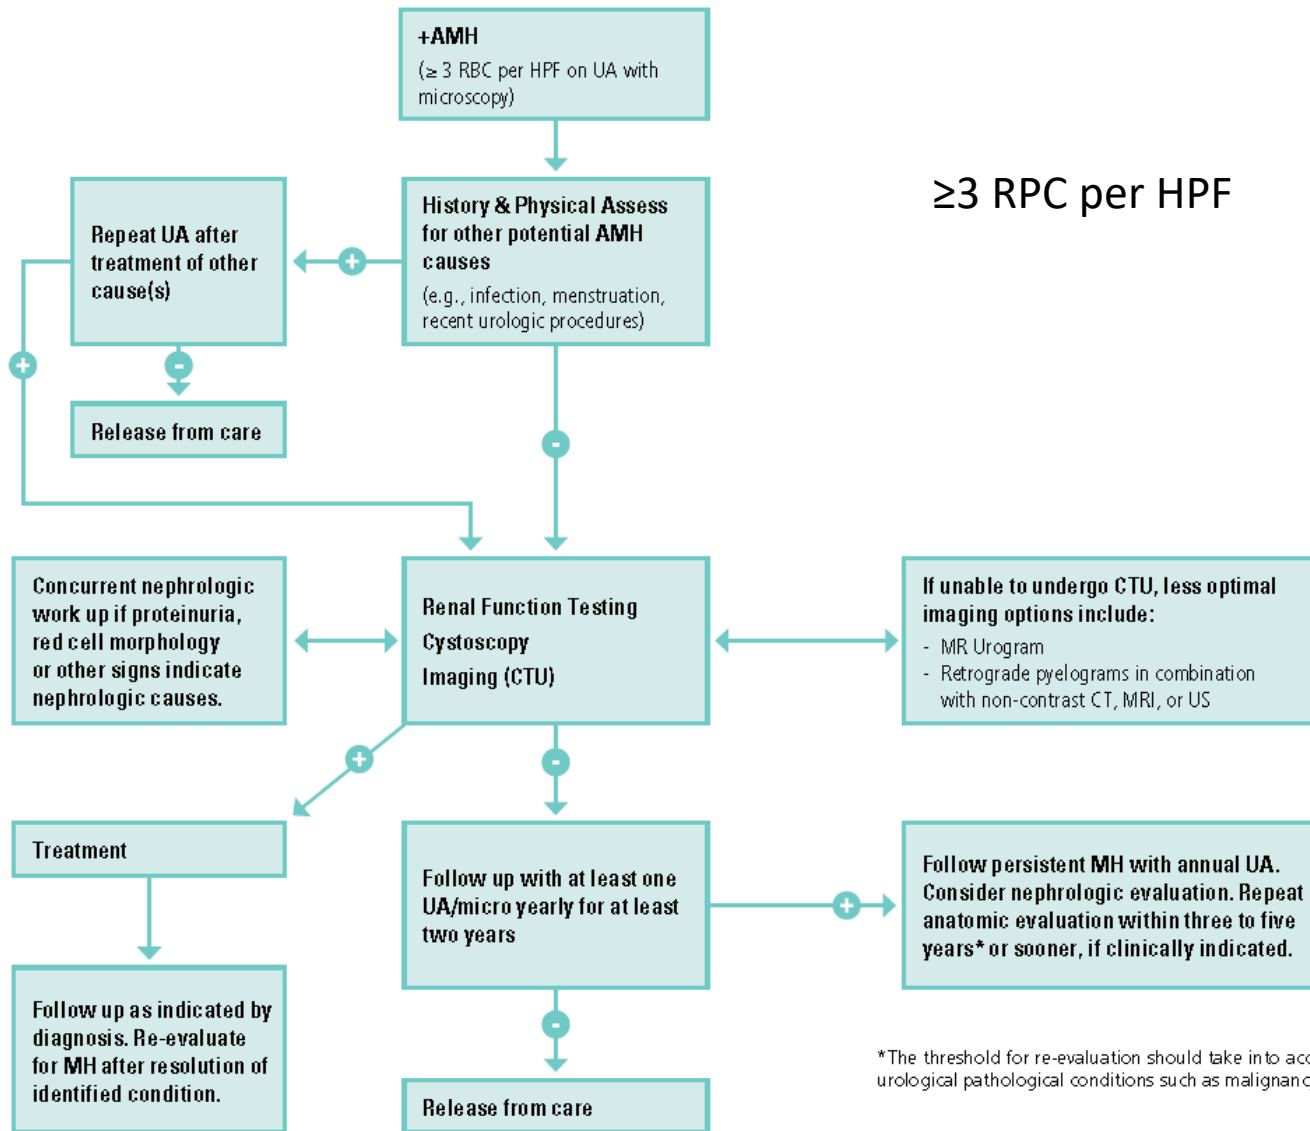 +AMH
(≥ 3 RBC per HPF on UA with
microscopy)
≥3 RPC per HPF
History & Physical Assess
for other potential AMH
causes
(e.g., infection, menstruation,
recent urologic procedures)
+
Repeat UA after
treatment of other
cause(s)
+
-
Release from care
-
Concurrent nephrologic
work up if proteinuria,
red cell morphology
or other signs indicate
nephrologic causes.
Renal Function Testing
Cystoscopy
Imaging (CTU)
If unable to undergo CTU, less optimal
imaging options include:
- MR Urogram
- Retrograde pyelograms in combination
with non-contrast CT, MRI, or US
+
-
Treatment
Follow up with at least one
UA/micro yearly for at least
two years
+
Follow persistent MH with annual UA.
Consider nephrologic evaluation. Repeat
anatomic evaluation within three to five
years* or sooner, if clinically indicated.
Follow up as indicated by
diagnosis. Re-evaluate
for MH after resolution of
identified condition.
-
Release from care
*The threshold for re-evaluation should take into acc
urological pathological conditions such as malignanc